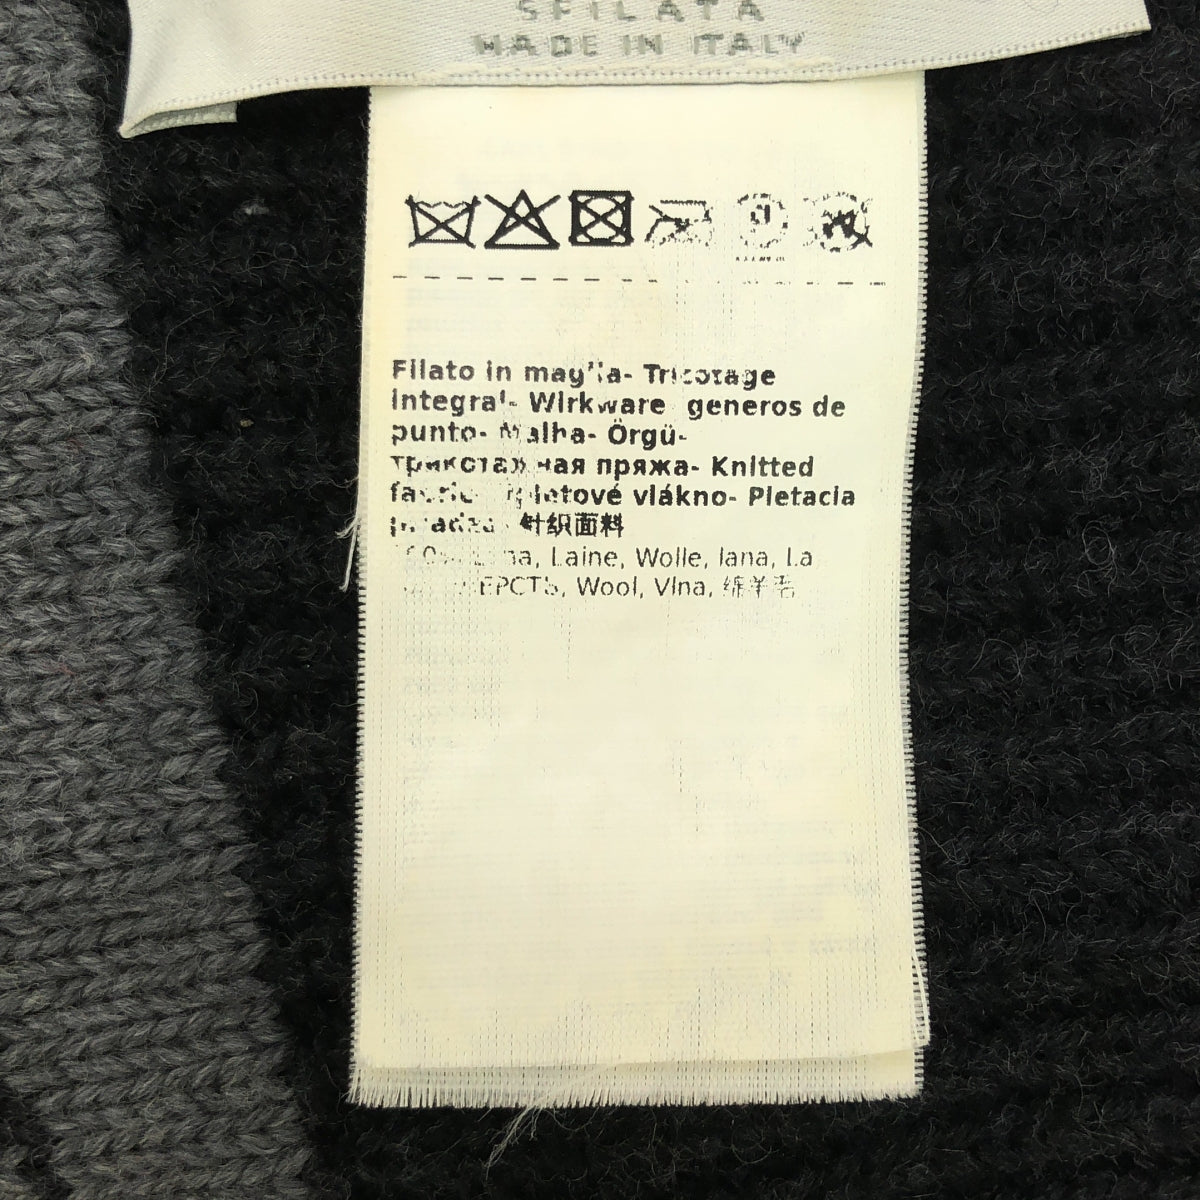 SFILATA
MADE IN ITALY
P
Filato in maglia- Tricotage
integral- Wirkware generos de
punto- Malha- Örgü-
трикотажная пряжа- Knitted
fabric- vlákno- Pletacia
针织面料
Lana, Laine, Wolle, lana, La
Wool, Vlna, 绵羊毛